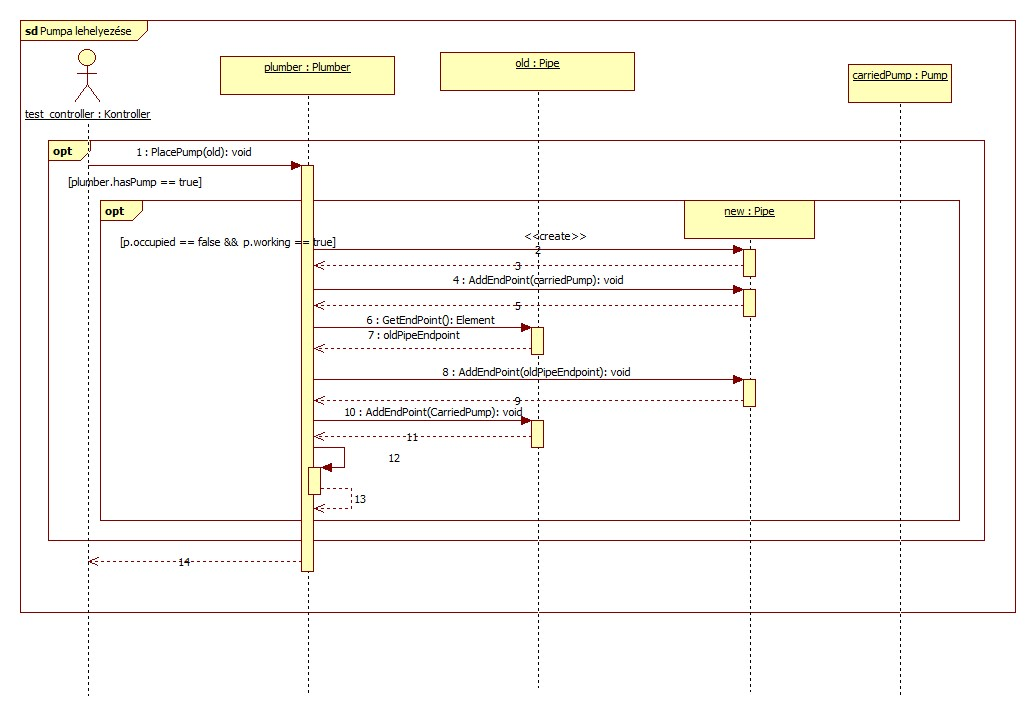 sd Pumpa lehelyezése
test_controller : Kontroller
plumber : Plumber
old : Pipe
carriedPump : Pump
opt
1 : PlacePump(old): void
[plumber.hasPump == true]
opt
new : Pipe
[p.occupied == false && p.working == true]
<<create>>
2
3
4 : AddEndPoint(carriedPump): void
5
6 : GetEndPoint(): Element
7 : oldPipeEndpoint
8 : AddEndPoint(oldPipeEndpoint): void
9
10 : AddEndPoint(CarriedPump): void
11
12
13
14